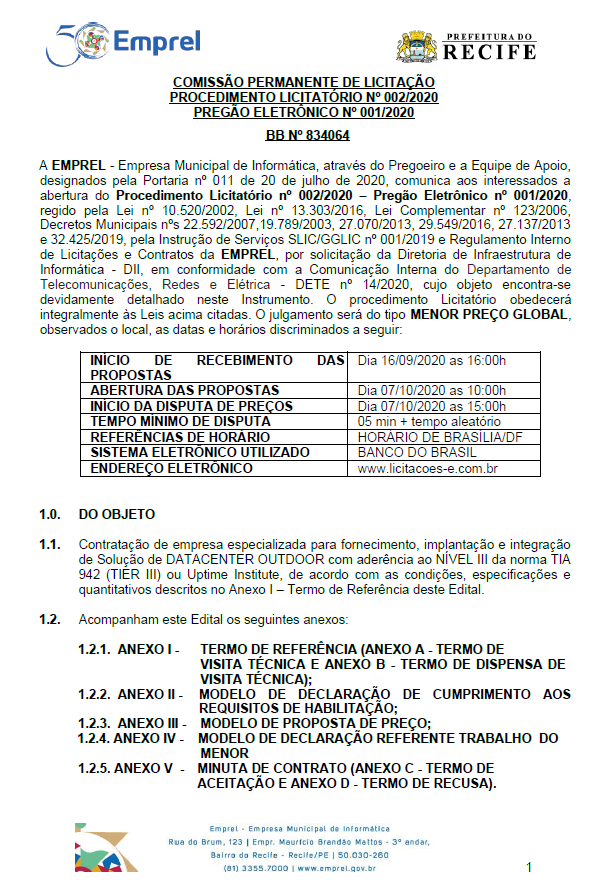 50 Emprel
PREFEITURA DO
RECIFE
COMISSÃO PERMANENTE DE LICITAÇÃO
PROCEDIMENTO LICITATÓRIO Nº 002/2020
PREGÃO ELETRÔNICO Nº 001/2020
BB Nº 834064
A EMPREL - Empresa Municipal de Informática, através do Pregoeiro e a Equipe de Apoio,
designados pela Portaria nº 011 de 20 de julho de 2020, comunica aos interessados a
abertura do Procedimento Licitatório nº 002/2020 – Pregão Eletrônico nº 001/2020,
regido pela Lei nº 10.520/2002, Lei nº 13.303/2016, Lei Complementar nº 123/2006,
Decretos Municipais nºs 22.592/2007,19.789/2003, 27.070/2013, 29.549/2016, 27.137/2013
e 32.425/2019, pela Instrução de Serviços SLIC/GGLIC nº 001/2019 e Regulamento Interno
de Licitações e Contratos da EMPREL, por solicitação da Diretoria de Infraestrutura de
Informática - DII, em conformidade com a Comunicação Interna do Departamento de
Telecomunicações, Redes e Elétrica - DETE nº 14/2020, cujo objeto encontra-se
devidamente detalhado neste Instrumento. O procedimento Licitatório obedecerá
integralmente às Leis acima citadas. O julgamento será do tipo MENOR PREÇO GLOBAL,
observados o local, as datas e horários discriminados a seguir:
INÍCIO DE RECEBIMENTO DAS PROPOSTAS Dia 16/09/2020 as 16:00h
ABERTURA DAS PROPOSTAS Dia 07/10/2020 as 10:00h
INÍCIO DA DISPUTA DE PREÇOS Dia 07/10/2020 as 15:00h
TEMPO MÍNIMO DE DISPUTA 05 min + tempo aleatório
REFERÊNCIAS DE HORÁRIO HORÁRIO DE BRASILIA/DF
SISTEMA ELETRÔNICO UTILIZADO BANCO DO BRASIL
ENDEREÇO ELETRÔNICO www.licitacoes-e.com.br
1.0. DO OBJETO
1.1. Contratação de empresa especializada para fornecimento, implantação e integração
de Solução de DATACENTER OUTDOOR com aderência ao NÍVEL III da norma TIA
942 (TIER III) ou Uptime Institute, de acordo com as condições, especificações e
quantitativos descritos no Anexo I – Termo de Referência deste Edital.
1.2. Acompanham este Edital os seguintes anexos:
1.2.1. ANEXO I - TERMO DE REFERÊNCIA (ANEXO A - TERMO DE
VISITA TÉCNICA E ANEXO B - TERMO DE DISPENSA DE
VISITA TÉCNICA);
1.2.2. ANEXO II - MODELO DE DECLARAÇÃO DE CUMPRIMENTO AOS
REQUISITOS DE HABILITAÇÃO;
1.2.3. ANEXO III - MODELO DE PROPOSTA DE PREÇO;
1.2.4. ANEXO IV - MODELO DE DECLARAÇÃO REFERENTE TRABALHO DO
MENOR
1.2.5. ANEXO V - MINUTA DE CONTRATO (ANEXO C - TERMO DE
ACEITAÇÃO E ANEXO D - TERMO DE RECUSA).
Emprel - Empresa Municipal de Informática
Rua do Brum, 123 | Empr. Maurício Brandão Mattos - 3º andar,
Bairro do Recife - Recife/PE | 50.030-260
(81) 3355.7000 | www.emprel.gov.br
1